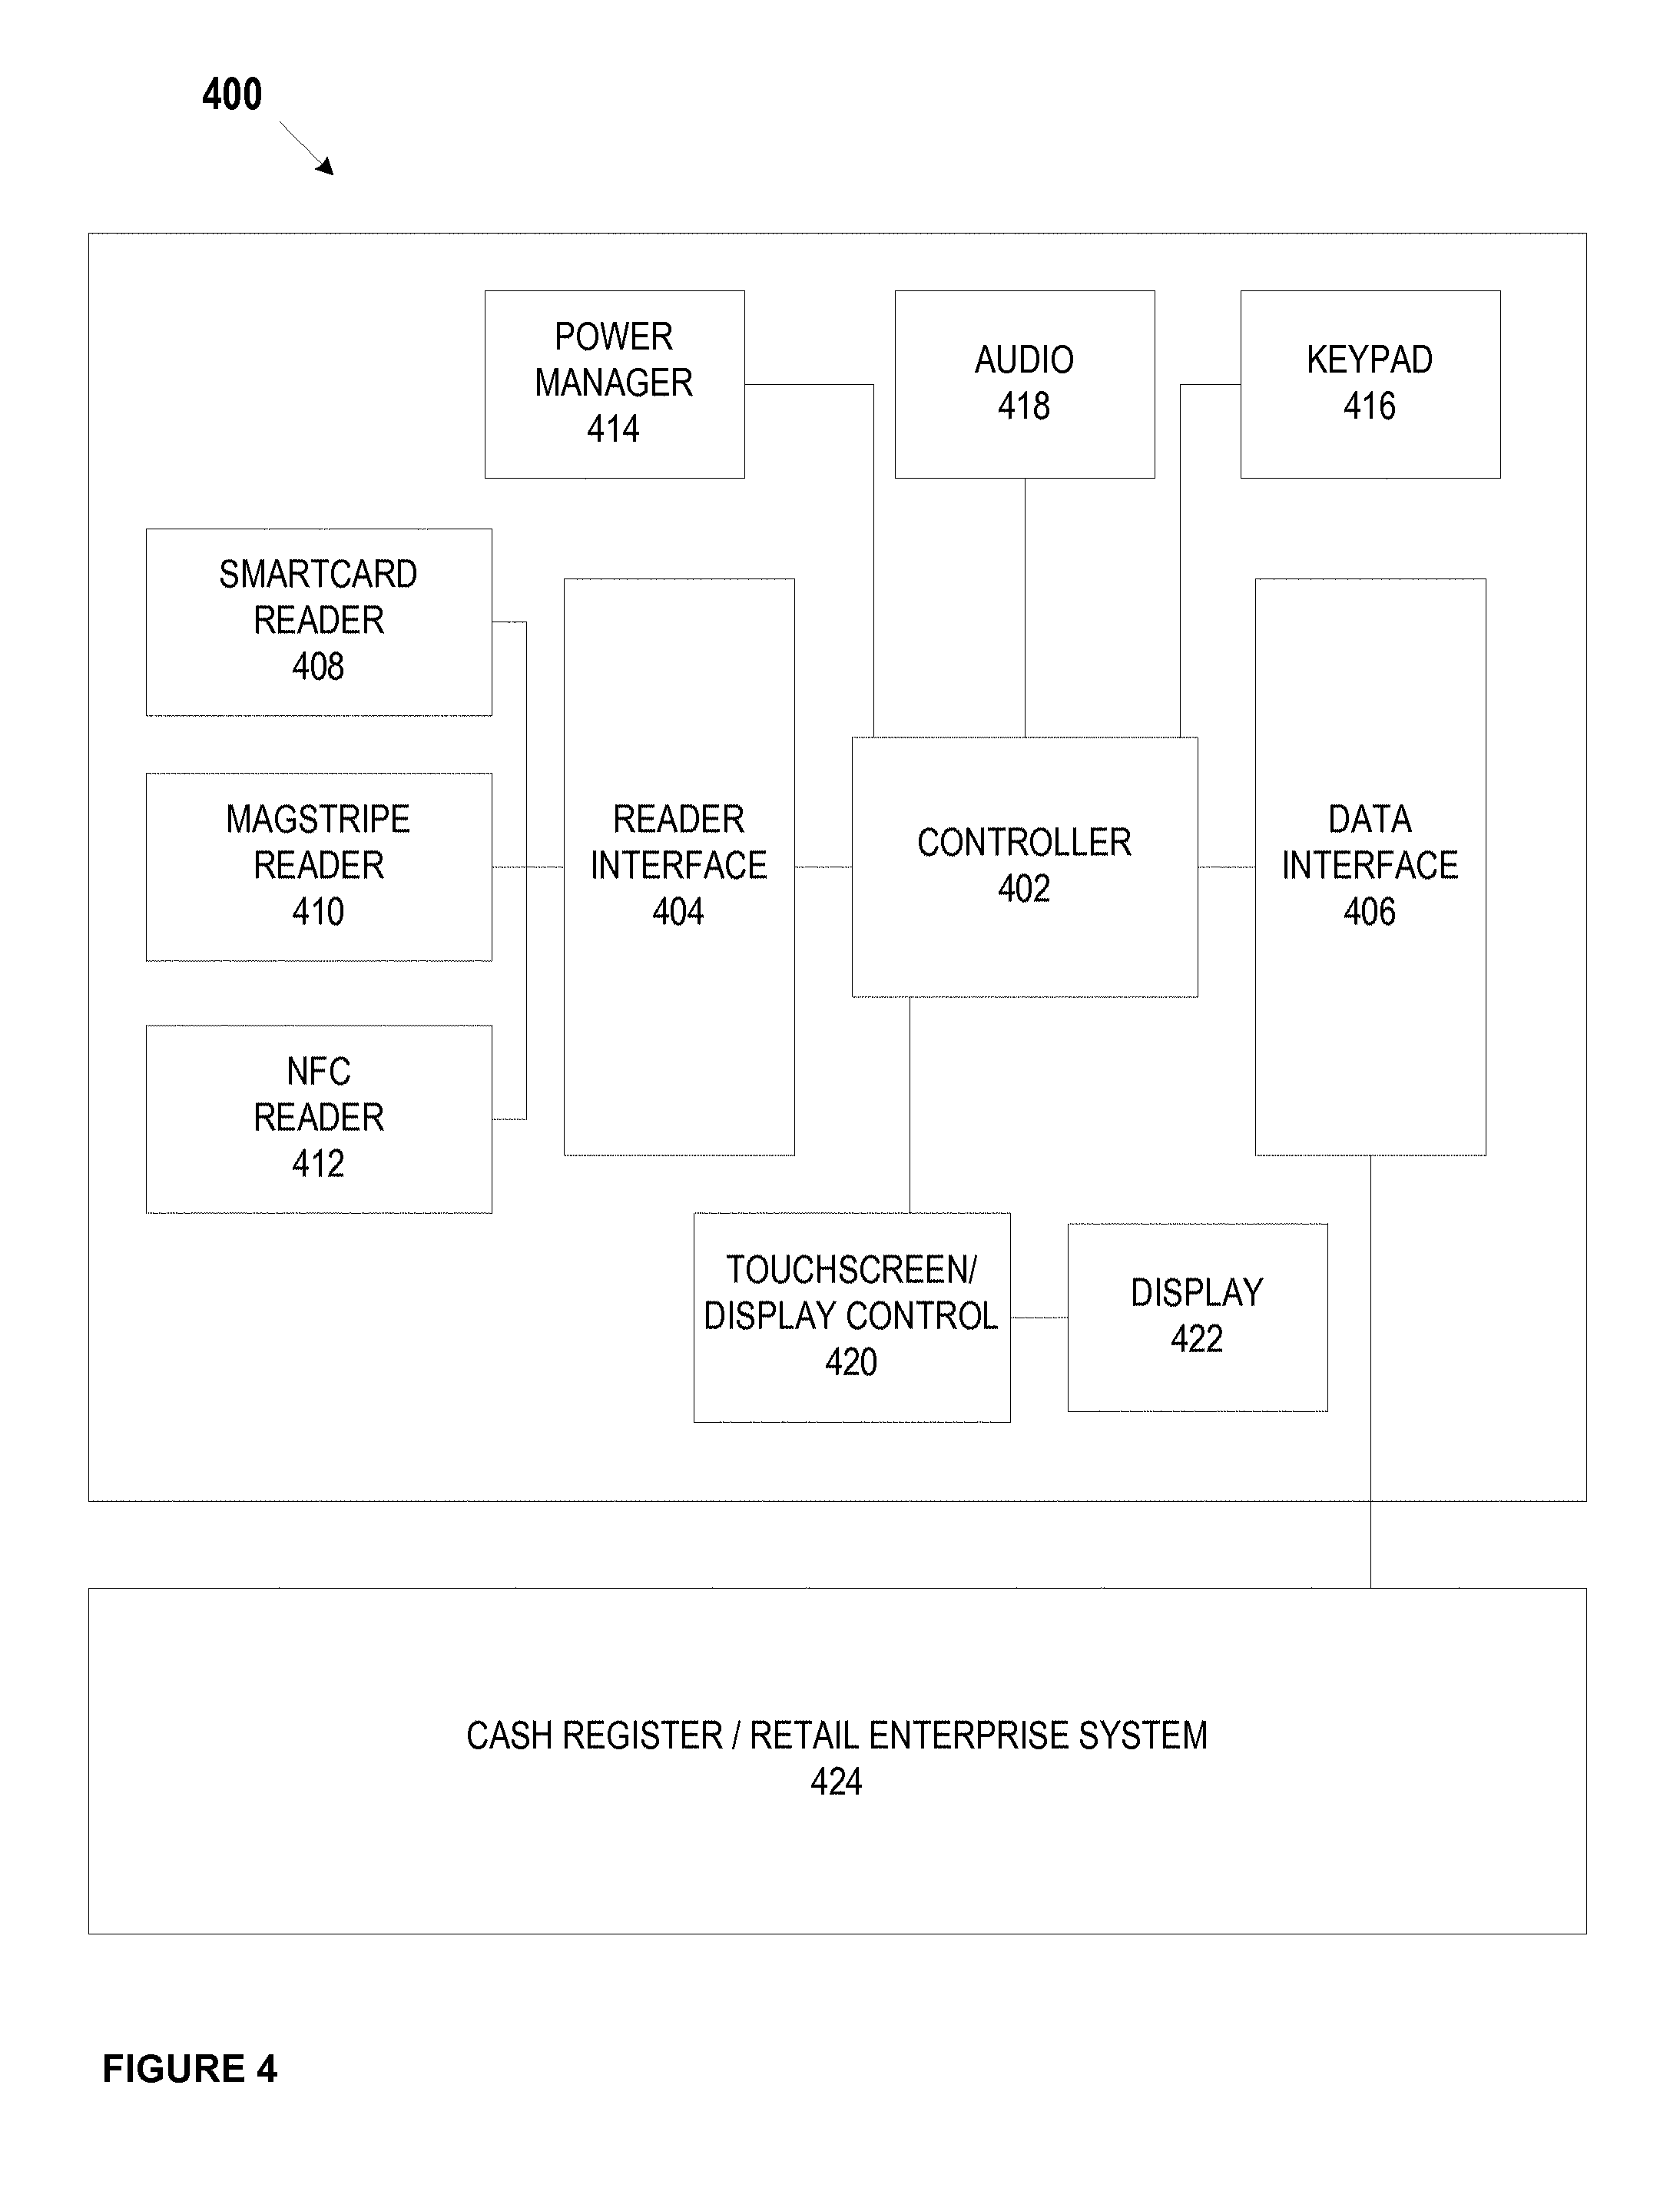 400
POWER
MANAGER
414
AUDIO
418
KEYPAD
416
SMARTCARD
READER
408
MAGSTRIPE
READER
410
NFC
READER
412
READER
INTERFACE
404
CONTROLLER
402
DATA
INTERFACE
406
TOUCHSCREEN/
DISPLAY CONTROL
420
DISPLAY
422
CASH REGISTER / RETAIL ENTERPRISE SYSTEM
424
FIGURE 4